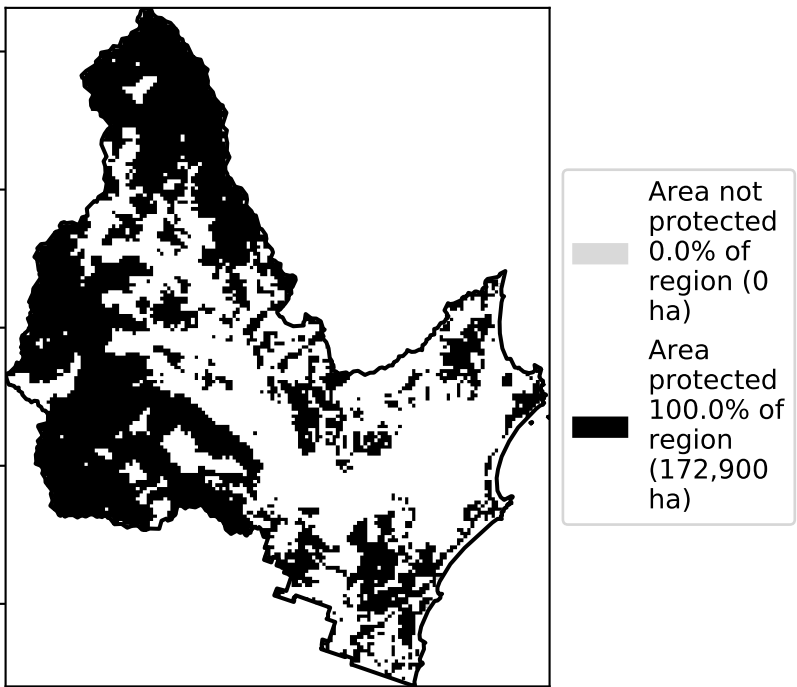 Area not
protected
0.0% of
region (0
ha)
Area
protected
100.0% of
region
(172,900
ha)